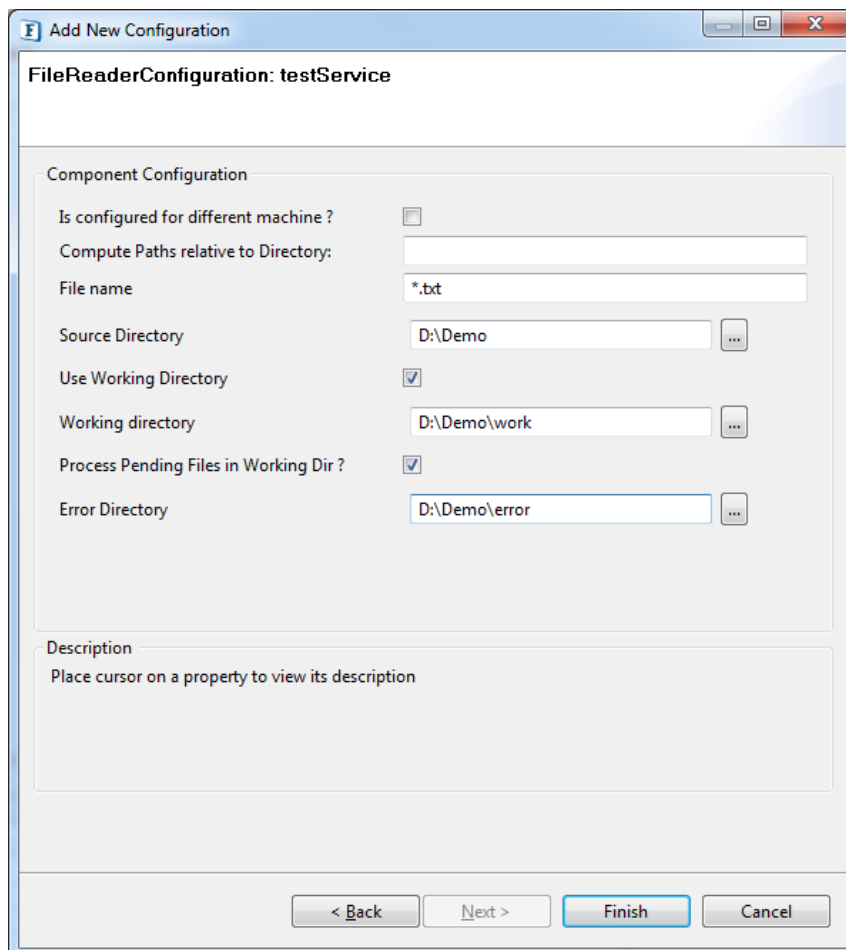 F Add New Configuration
FileReaderConfiguration: testService
Component Configuration
Is configured for different machine ?
Compute Paths relative to Directory:
File name *.txt
Source Directory D:\Demo ...
Use Working Directory
Working directory D:\Demo\work ...
Process Pending Files in Working Dir ?
Error Directory D:\Demo\error ...
Description
Place cursor on a property to view its description
< Back Next > Finish Cancel